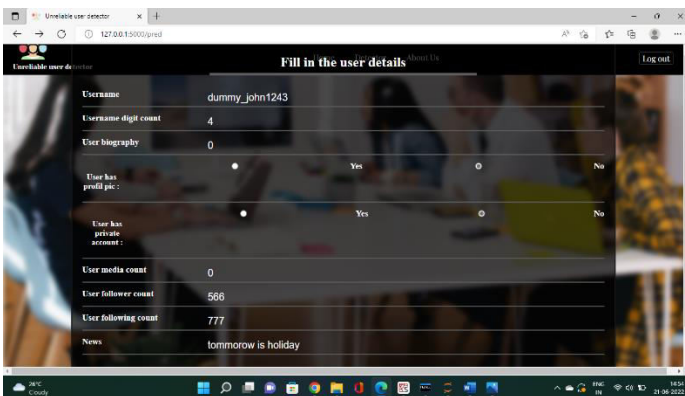 Unreliable user detector
127.0.0.1:5000/pred
Unreliable user detector
Fill in the user details
About Us
Log out
Username dummy_john1243
Username digit count 4
User biography 0
User has profil pic : Yes No
User has private account : Yes No
User media count 0
User follower count 566
User following count 777
News tommorow is holiday
26°C
Cloudy
ENG
IN
14:54
21-06-2022